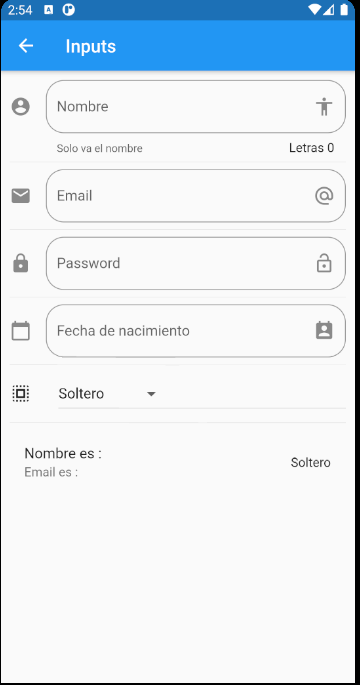 2:54
Inputs
Nombre
Solo va el nombre Letras 0
Email
Password
Fecha de nacimiento
Soltero
Nombre es :
Email es :
Soltero